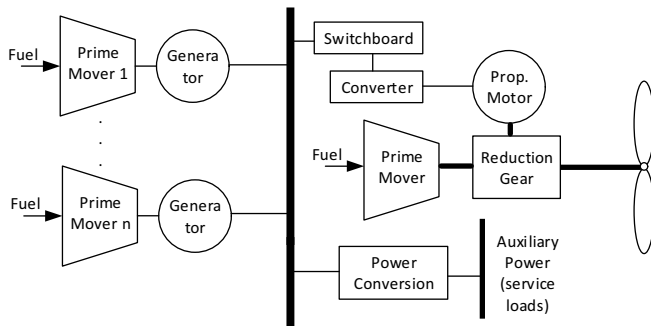 Fuel
Prime
Mover 1
Genera
tor
.
.
.
Fuel
Prime
Mover n
Genera
tor
Switchboard
Converter
Prop.
Motor
Fuel
Prime
Mover
Reduction
Gear
Power
Conversion
Auxiliary
Power
(service
loads)